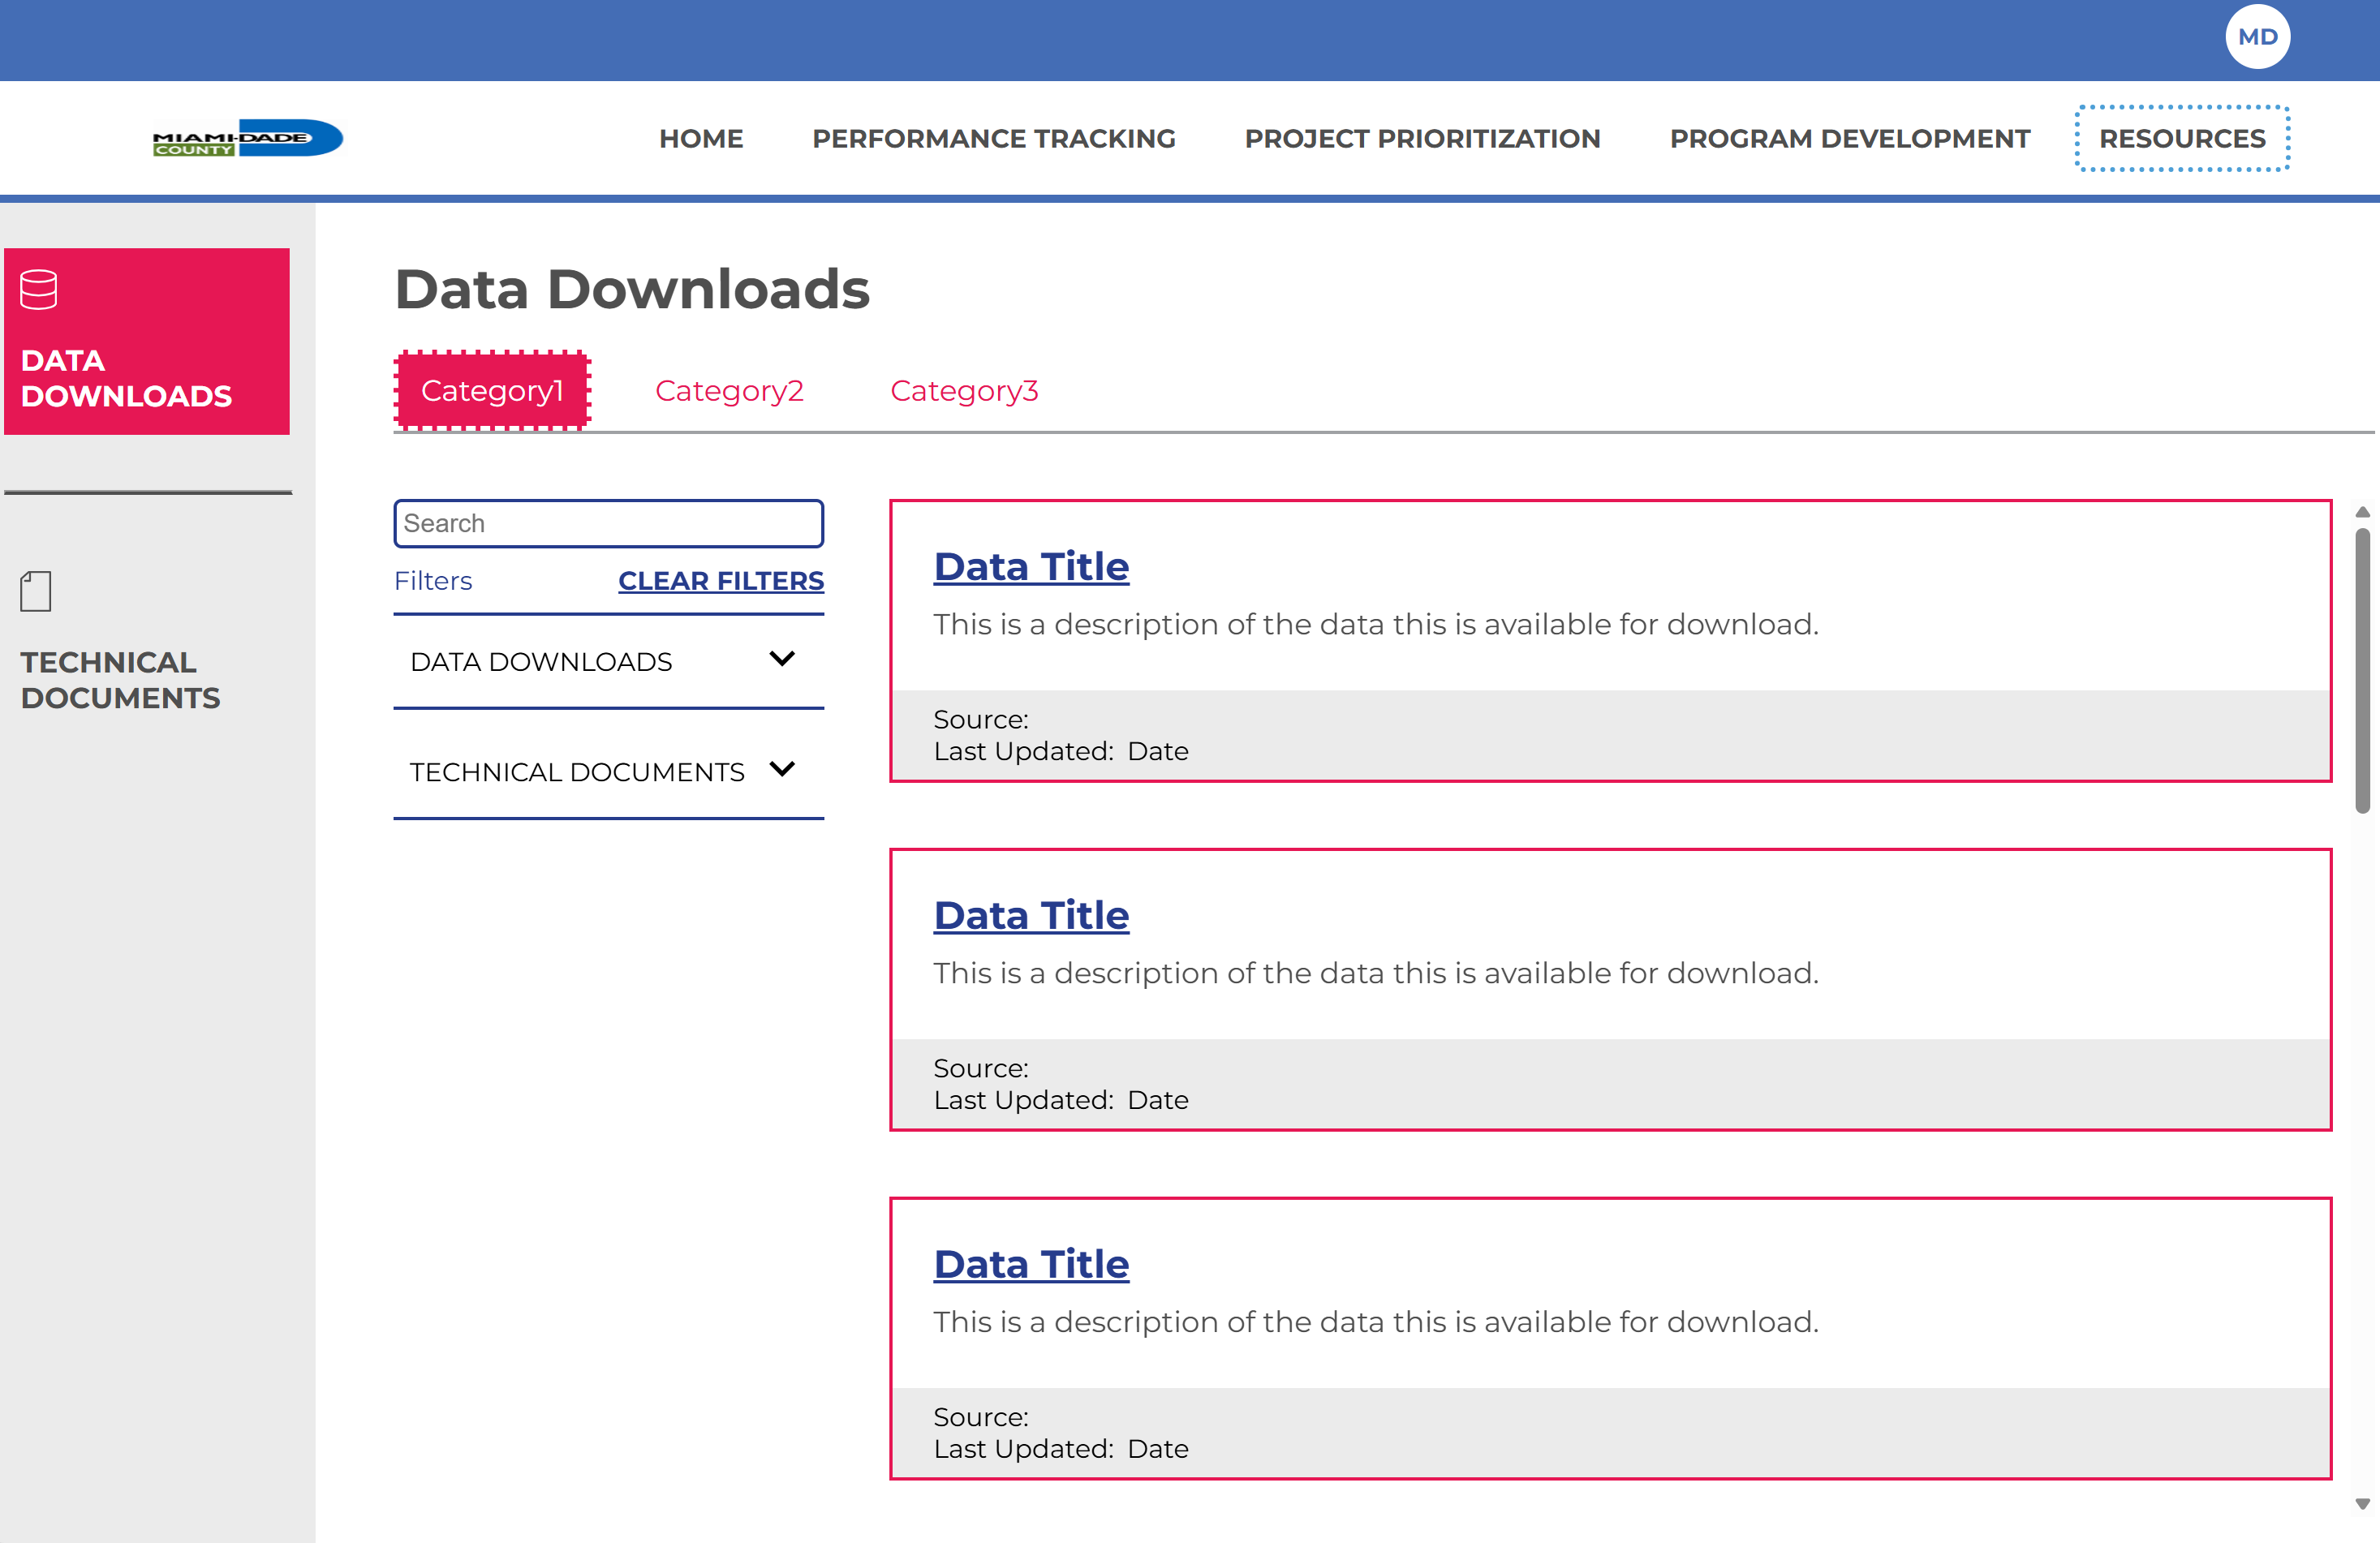 MD
MIAMI-DADE
COUNTY
HOME
PERFORMANCE TRACKING
PROJECT PRIORITIZATION
PROGRAM DEVELOPMENT
RESOURCES
DATA
DOWNLOADS
TECHNICAL
DOCUMENTS
Data Downloads
Category1
Category2
Category3
Search
Filters
CLEAR FILTERS
DATA DOWNLOADS
TECHNICAL DOCUMENTS
Data Title
This is a description of the data this is available for download.
Source:
Last Updated: Date
Data Title
This is a description of the data this is available for download.
Source:
Last Updated: Date
Data Title
This is a description of the data this is available for download.
Source:
Last Updated: Date